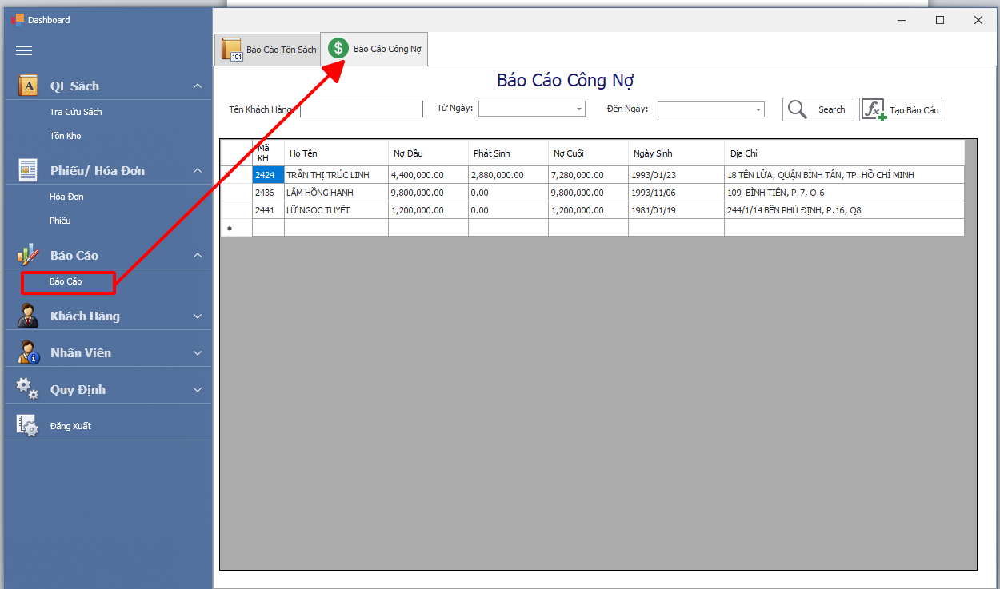 Dashboard
QL Sách
Tra Cứu Sách
Tồn Kho
Phiếu/ Hóa Đơn
Hóa Đơn
Phiếu
Báo Cáo
Báo Cáo
Khách Hàng
Nhân Viên
Quy Định
Đăng Xuất
101 Báo Cáo Tồn Sách $ Báo Cáo Công Nợ
Báo Cáo Công Nợ
Tên Khách Hàng: Từ Ngày: Đến Ngày: Search fx Tạo Báo Cáo
Mã KH Họ Tên Nợ Đầu Phát Sinh Nợ Cuối Ngày Sinh Địa Chỉ
2424 TRẦN THỊ TRÚC LINH 4,400,000.00 2,880,000.00 7,280,000.00 1993/01/23 18 TÊN LỬA, QUẬN BÌNH TÂN, TP. HỒ CHÍ MINH
2436 LÂM HỒNG HẠNH 9,800,000.00 0.00 9,800,000.00 1993/11/06 109 BÌNH TIÊN, P.7, Q.6
2441 LỮ NGỌC TUYẾT 1,200,000.00 0.00 1,200,000.00 1981/01/19 244/1/14 BẾN PHÚ ĐỊNH, P.16, Q8